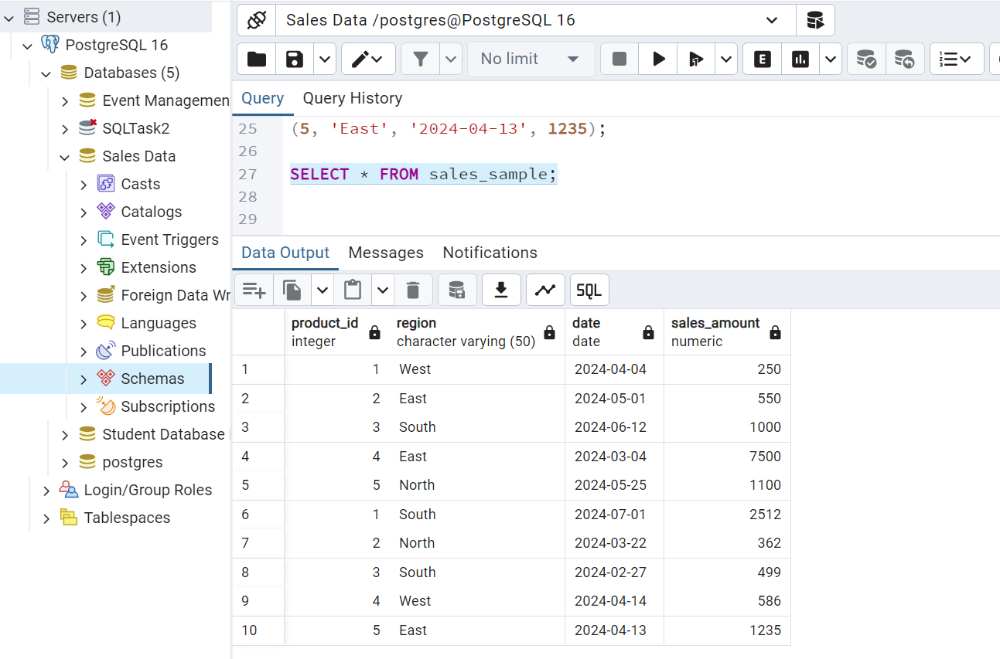 Servers (1)
PostgreSQL 16
Databases (5)
Event Managemen
SQLTask2
Sales Data
Casts
Catalogs
Event Triggers
Extensions
Foreign Data Wr
Languages
Publications
Schemas
Subscriptions
Student Database
postgres
Login/Group Roles
Tablespaces
Sales Data /postgres@PostgreSQL 16
No limit
E
Query Query History
25 (5, 'East', '2024-04-13', 1235);
26
27 SELECT * FROM sales_sample;
28
29
Data Output Messages Notifications
SQL
product_id region date sales_amount
integer character varying (50) date numeric
1 1 West 2024-04-04 250
2 2 East 2024-05-01 550
3 3 South 2024-06-12 1000
4 4 East 2024-03-04 7500
5 5 North 2024-05-25 1100
6 1 South 2024-07-01 2512
7 2 North 2024-03-22 362
8 3 South 2024-02-27 499
9 4 West 2024-04-14 586
10 5 East 2024-04-13 1235